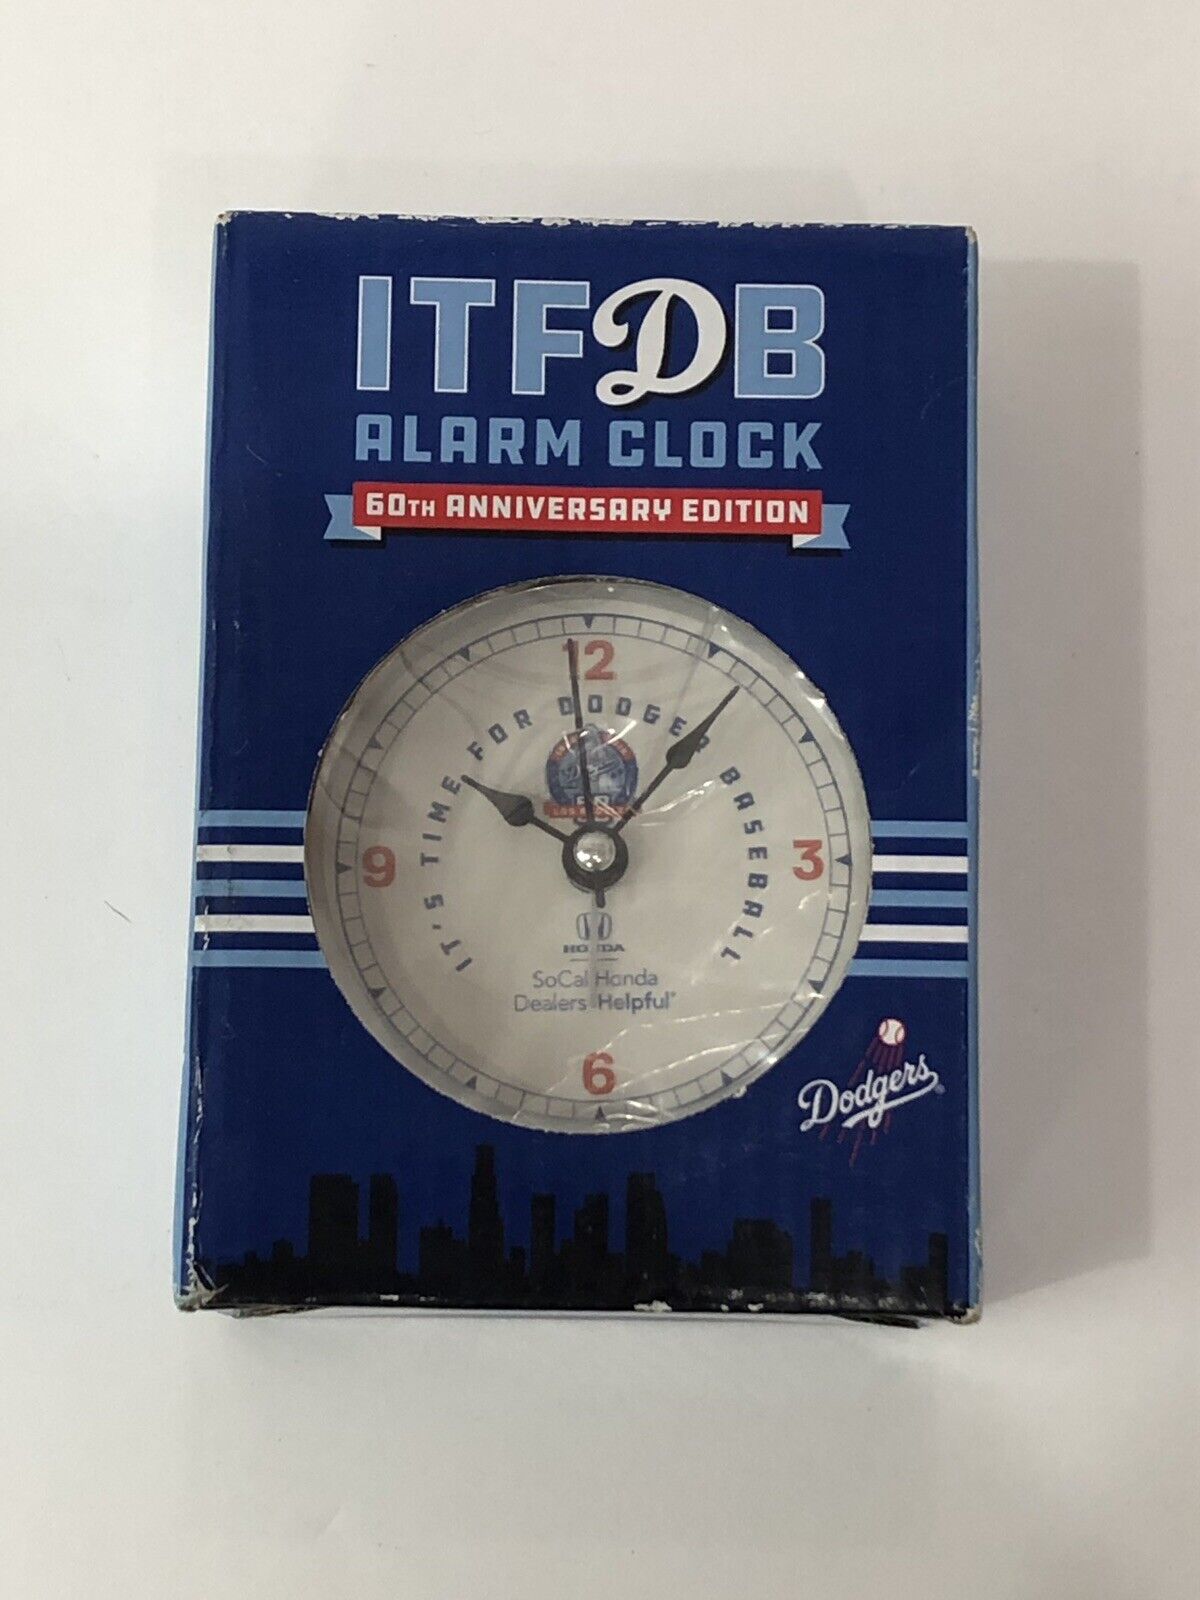 ITFDB
ALARM CLOCK
60TH ANNIVERSARY EDITION
12
IT'S TIME FOR DODGER BASEBALL
9
3
HONDA
SoCal Honda
Dealers Helpful
6
Dodgers